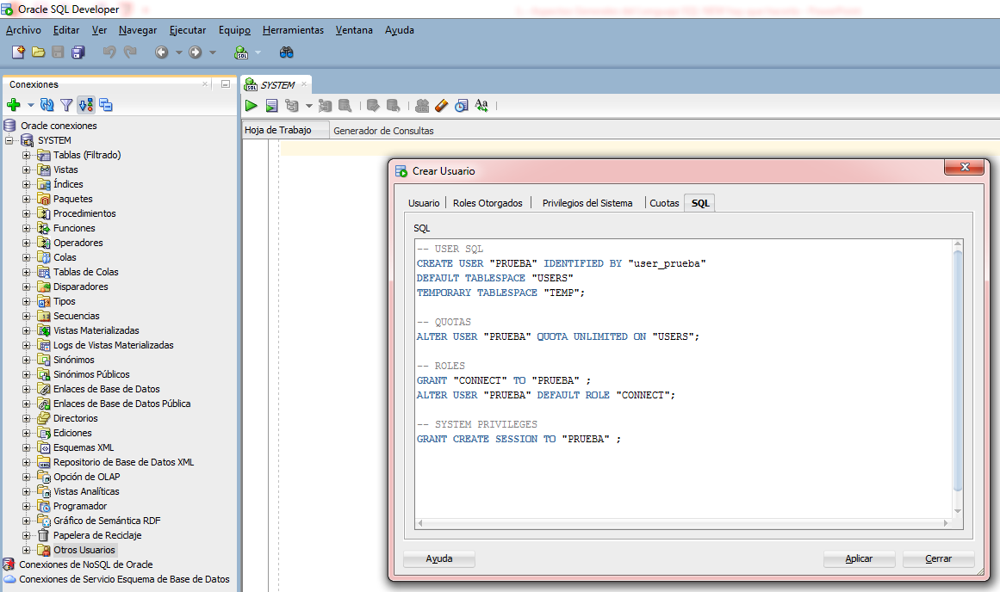 Oracle SQL Developer
Archivo Editar Ver Navegar Ejecutar Equipo Herramientas Ventana Ayuda
Conexiones
Oracle conexiones
SYSTEM
Tablas (Filtrado)
Vistas
Índices
Paquetes
Procedimientos
Funciones
Operadores
Colas
Tablas de Colas
Disparadores
Tipos
Secuencias
Vistas Materializadas
Logs de Vistas Materializadas
Sinónimos
Sinónimos Públicos
Enlaces de Base de Datos
Enlaces de Base de Datos Pública
Directorios
Ediciones
Esquemas XML
Repositorio de Base de Datos XML
Opción de OLAP
Vistas Analíticas
Programador
Gráfico de Semántica RDF
Papelera de Reciclaje
Otros Usuarios
Conexiones de NoSQL de Oracle
Conexiones de Servicio Esquema de Base de Datos
SYSTEM
Aa
Hoja de Trabajo Generador de Consultas
Crear Usuario
Usuario Roles Otorgados Privilegios del Sistema Cuotas SQL
SQL
-- USER SQL
CREATE USER "PRUEBA" IDENTIFIED BY "user_prueba"
DEFAULT TABLESPACE "USERS"
TEMPORARY TABLESPACE "TEMP";
-- QUOTAS
ALTER USER "PRUEBA" QUOTA UNLIMITED ON "USERS";
-- ROLES
GRANT "CONNECT" TO "PRUEBA" ;
ALTER USER "PRUEBA" DEFAULT ROLE "CONNECT";
-- SYSTEM PRIVILEGES
GRANT CREATE SESSION TO "PRUEBA" ;
Ayuda Aplicar Cerrar